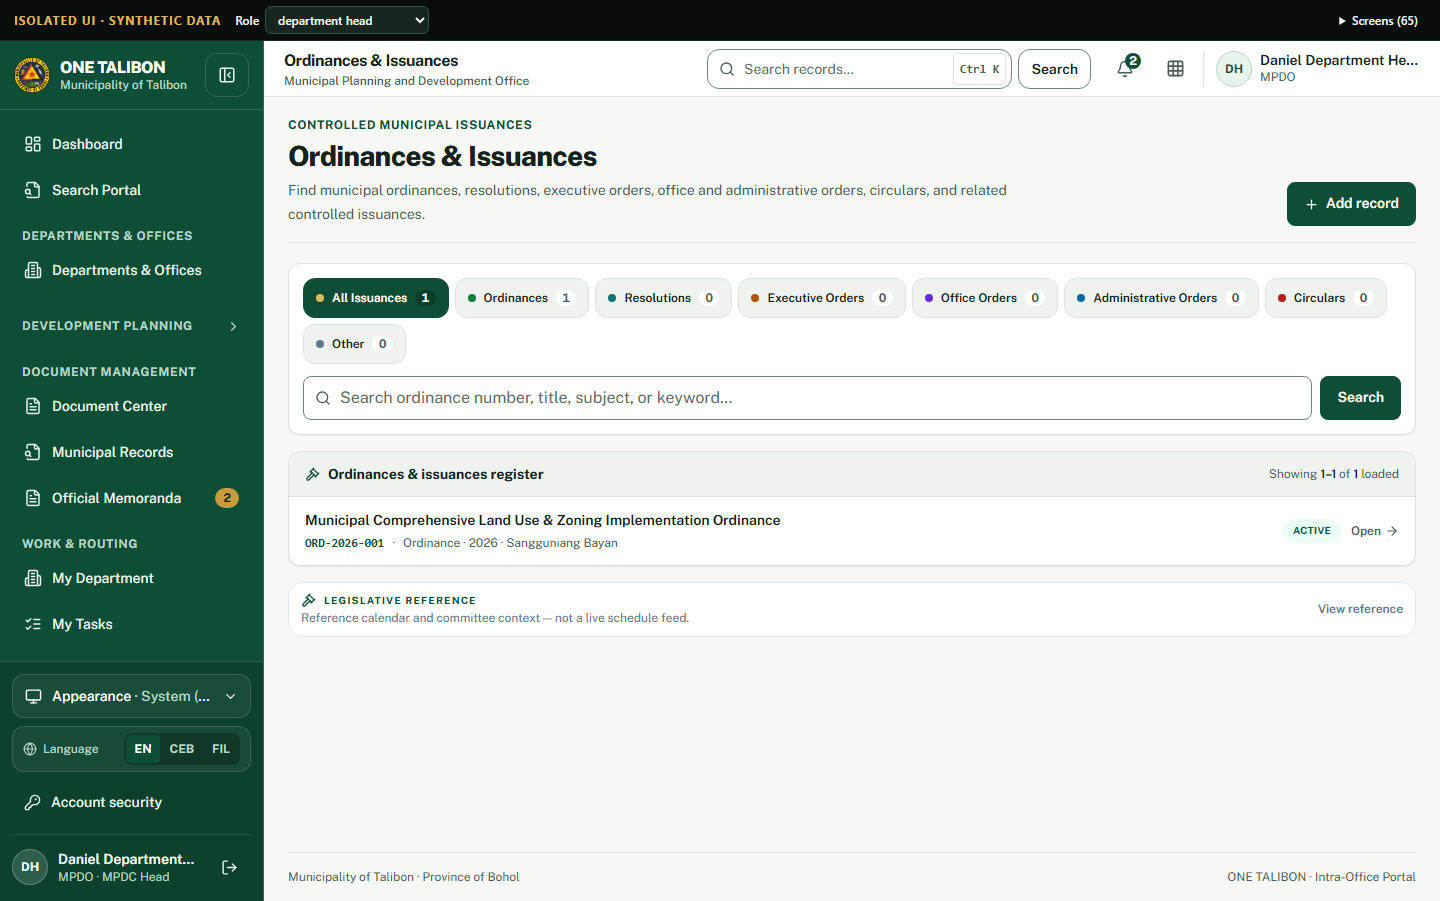 ISOLATED UI · SYNTHETIC DATA Role department head Screens (65)
ONE TALIBON
Municipality of Talibon
Dashboard
Search Portal
DEPARTMENTS & OFFICES
Departments & Offices
DEVELOPMENT PLANNING
DOCUMENT MANAGEMENT
Document Center
Municipal Records
Official Memoranda 2
WORK & ROUTING
My Department
My Tasks
Appearance · System (...
Language EN CEB FIL
Account security
DH Daniel Department...
MPDO · MPDC Head
Ordinances & Issuances
Municipal Planning and Development Office
Search records... Ctrl K Search 2
DH Daniel Department He...
MPDO
CONTROLLED MUNICIPAL ISSUANCES
Ordinances & Issuances
Find municipal ordinances, resolutions, executive orders, office and administrative orders, circulars, and related
controlled issuances.
Add record
All Issuances 1 Ordinances 1 Resolutions 0 Executive Orders 0 Office Orders 0 Administrative Orders 0 Circulars 0
Other 0
Search ordinance number, title, subject, or keyword... Search
Ordinances & issuances register Showing 1–1 of 1 loaded
Municipal Comprehensive Land Use & Zoning Implementation Ordinance
ORD-2026-001 · Ordinance · 2026 · Sangguniang Bayan
ACTIVE Open →
LEGISLATIVE REFERENCE
Reference calendar and committee context — not a live schedule feed.
View reference
Municipality of Talibon · Province of Bohol ONE TALIBON · Intra-Office Portal